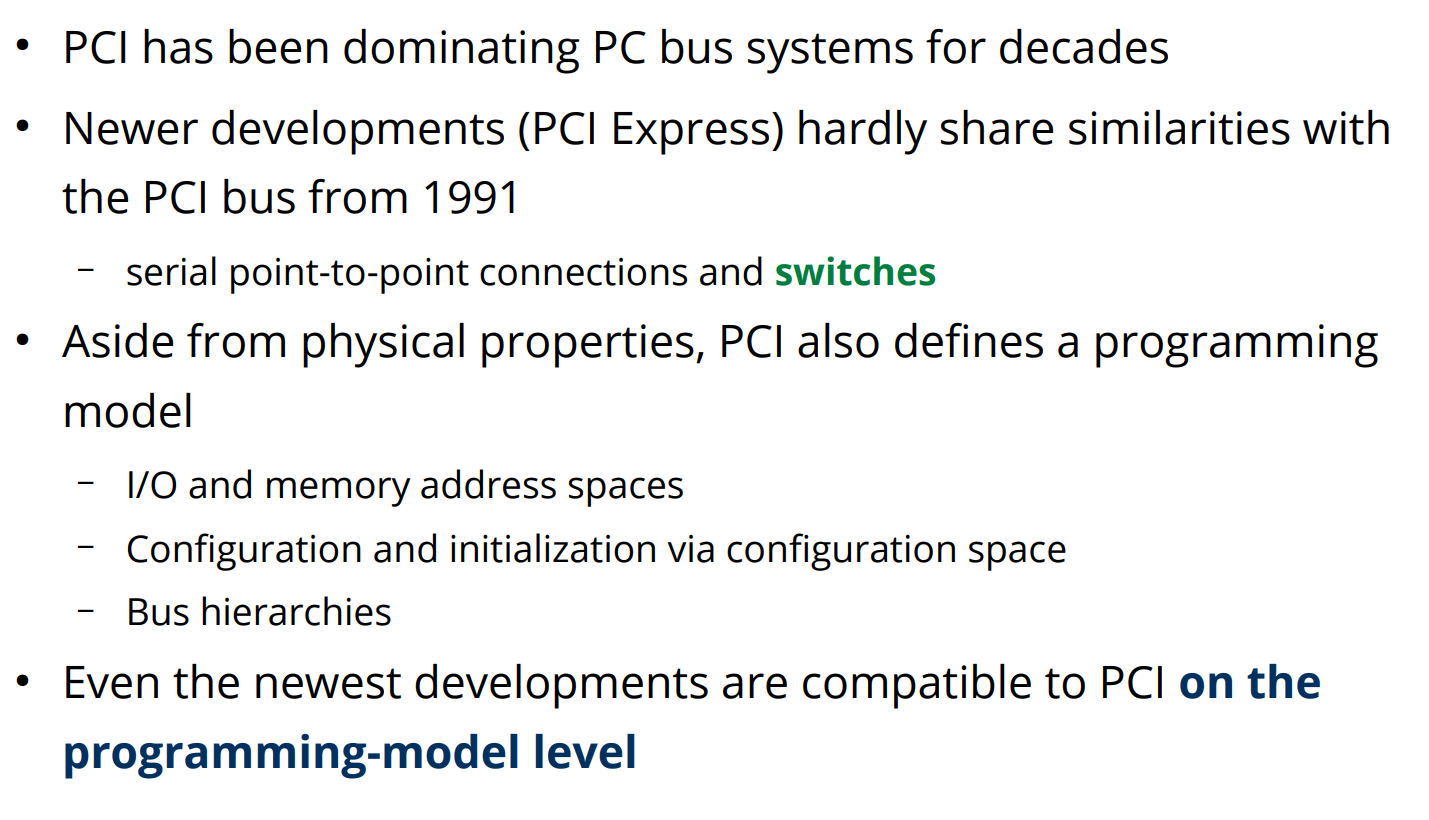 • PCI has been dominating PC bus systems for decades
• Newer developments (PCI Express) hardly share similarities with
the PCI bus from 1991
– serial point-to-point connections and switches
• Aside from physical properties, PCI also defines a programming
model
– I/O and memory address spaces
– Configuration and initialization via configuration space
– Bus hierarchies
• Even the newest developments are compatible to PCI on the
programming-model level